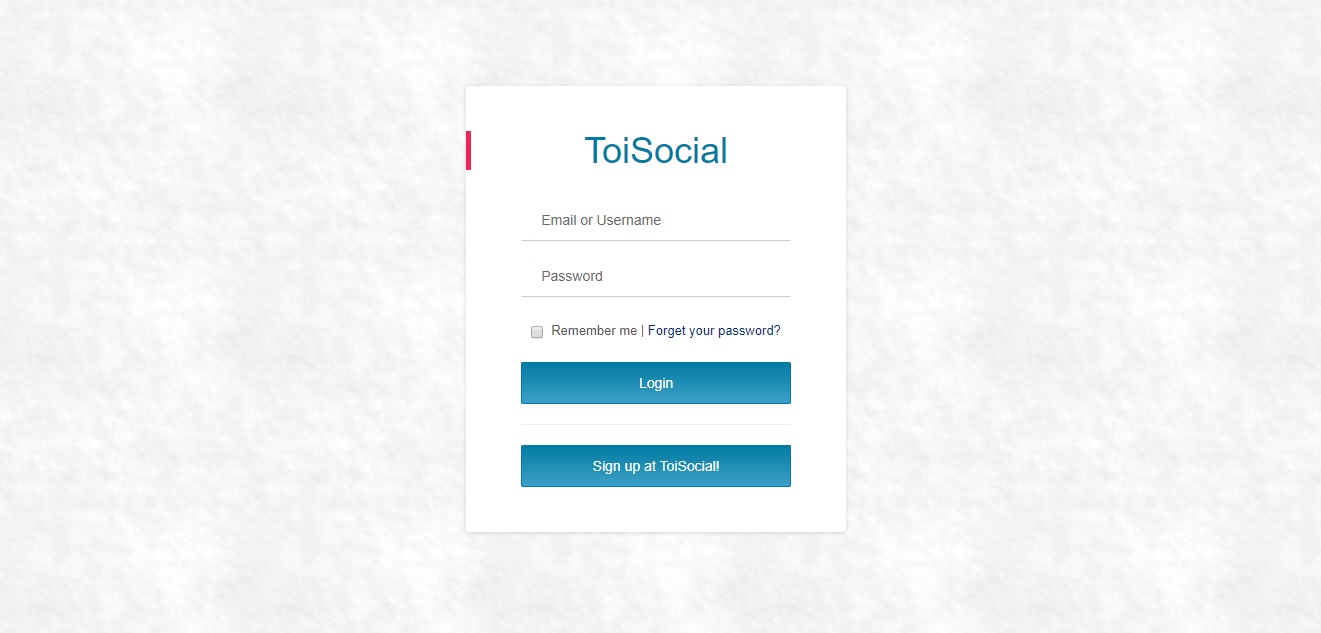 ToiSocial
Email or Username
Password
Remember me | Forget your password?
Login
Sign up at ToiSocial!